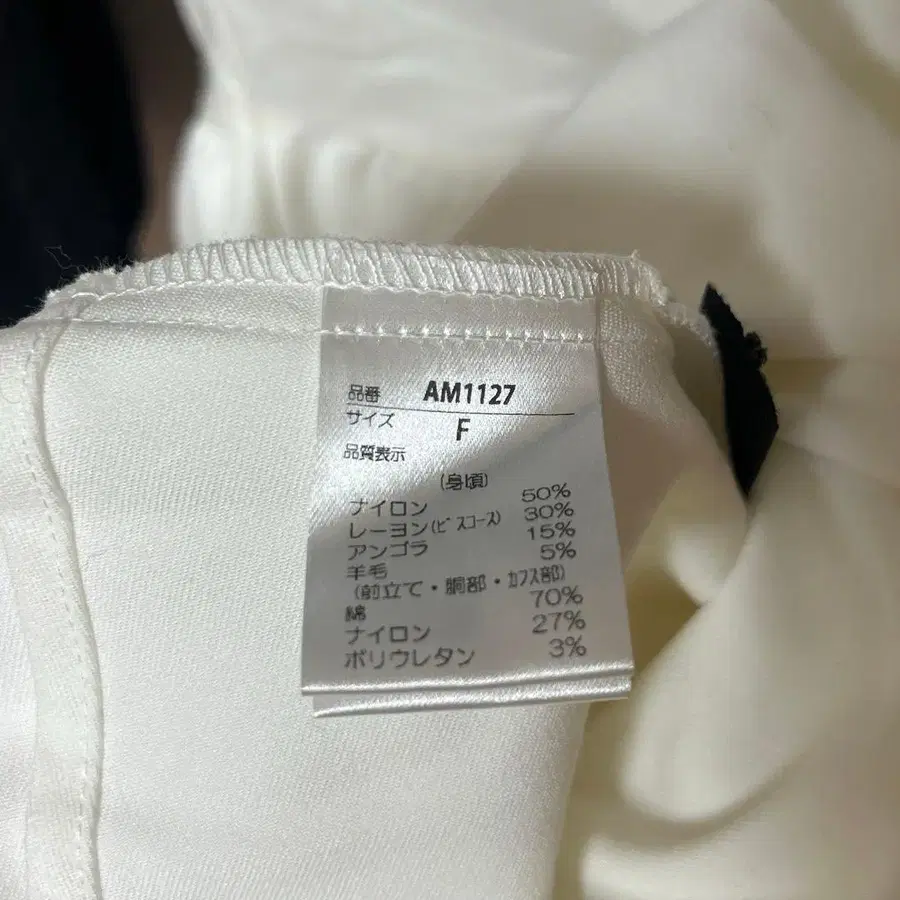 品番 AM1127
サイズ F
品質表示
(身頃)
ナイロン 50%
レーヨン(ビスコース) 30%
アンゴラ 15%
羊毛 5%
(前立て・胴部・カフス部)
綿 70%
ナイロン 27%
ポリウレタン 3%